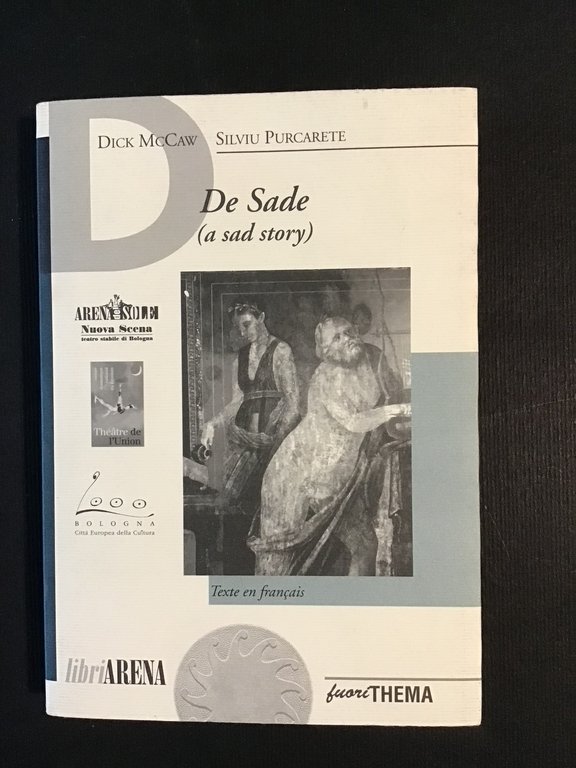 D
DICK MCCAW SILVIU PURCARETE
De Sade
(a sad story)
ARENA DEL SOLE
Nuova Scena
teatro stabile di Bologna
Théâtre de
l'Union
2000
BOLOGNA
Città Europea della Cultura
Texte en français
libriARENA
fuoriTHEMA